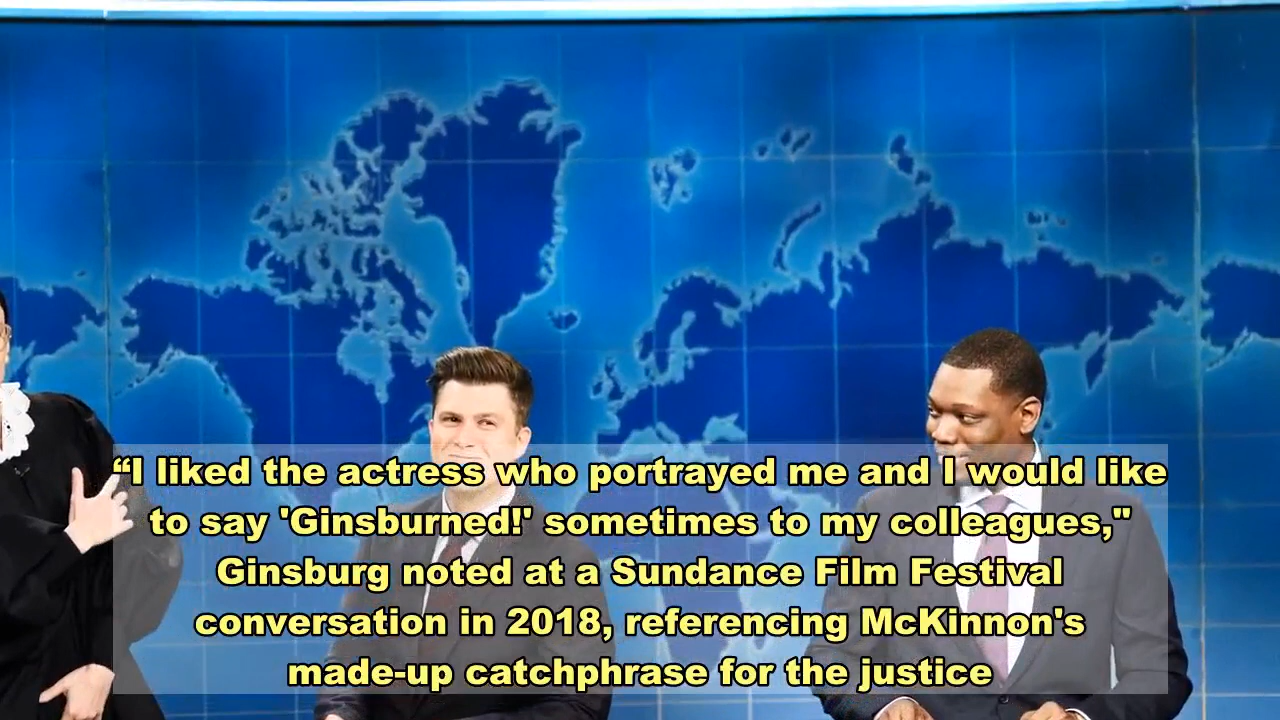 “I liked the actress who portrayed me and I would like
to say 'Ginsburned!' sometimes to my colleagues,"
Ginsburg noted at a Sundance Film Festival
conversation in 2018, referencing McKinnon's
made-up catchphrase for the justice